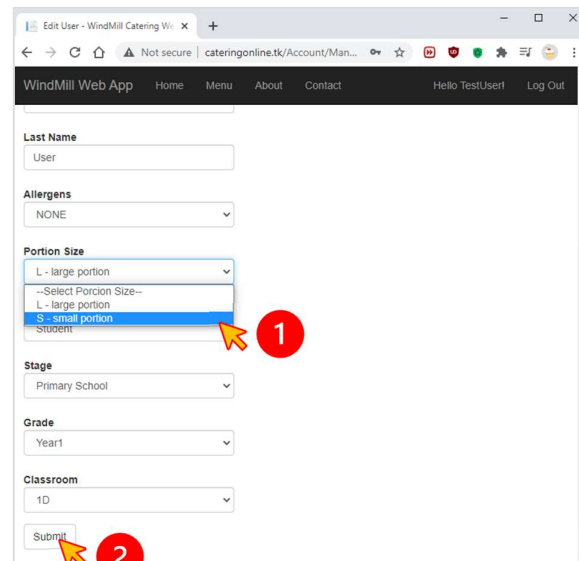 Edit User - WindMill Catering We
Not secure | cateringonline.tk/Account/Man...
WindMill Web App Home Menu About Contact Hello TestUser! Log Out
Last Name
User
Allergens
NONE
Portion Size
L - large portion
--Select Porcion Size--
L - large portion
S - small portion
Student
1
Stage
Primary School
Grade
Year1
Classroom
1D
Submit
2